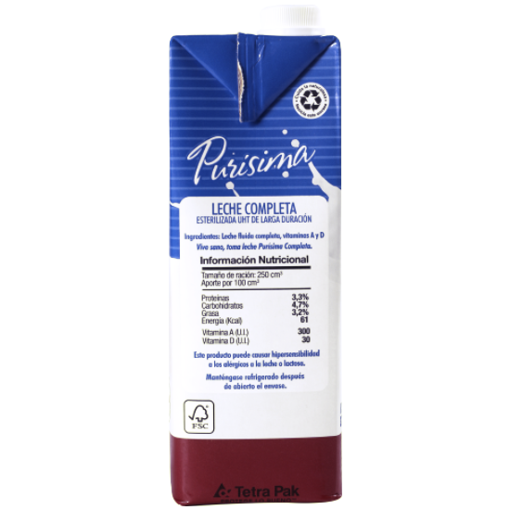 Purisima
LECHE COMPLETA
ESTERILIZADA UHT DE LARGA DURACIÓN
Ingredientes: Leche fluida completa, vitaminas A y D
Viva sano, tome leche Purísima Completa.
Información Nutricional
Tamaño de ración: 250 cm³
Aporte por 100 cm³
Proteínas 3,3%
Carbohidratos 4,7%
Grasa 3,2%
Energía (Kcal) 61
Vitamina A (U.I.) 300
Vitamina D (U.I.) 30
Este producto puede causar hipersensibilidad
a los alérgicos a la leche o lactosa.
Manténgase refrigerado después
de abierto el envase.
FSC
Tetra Pak